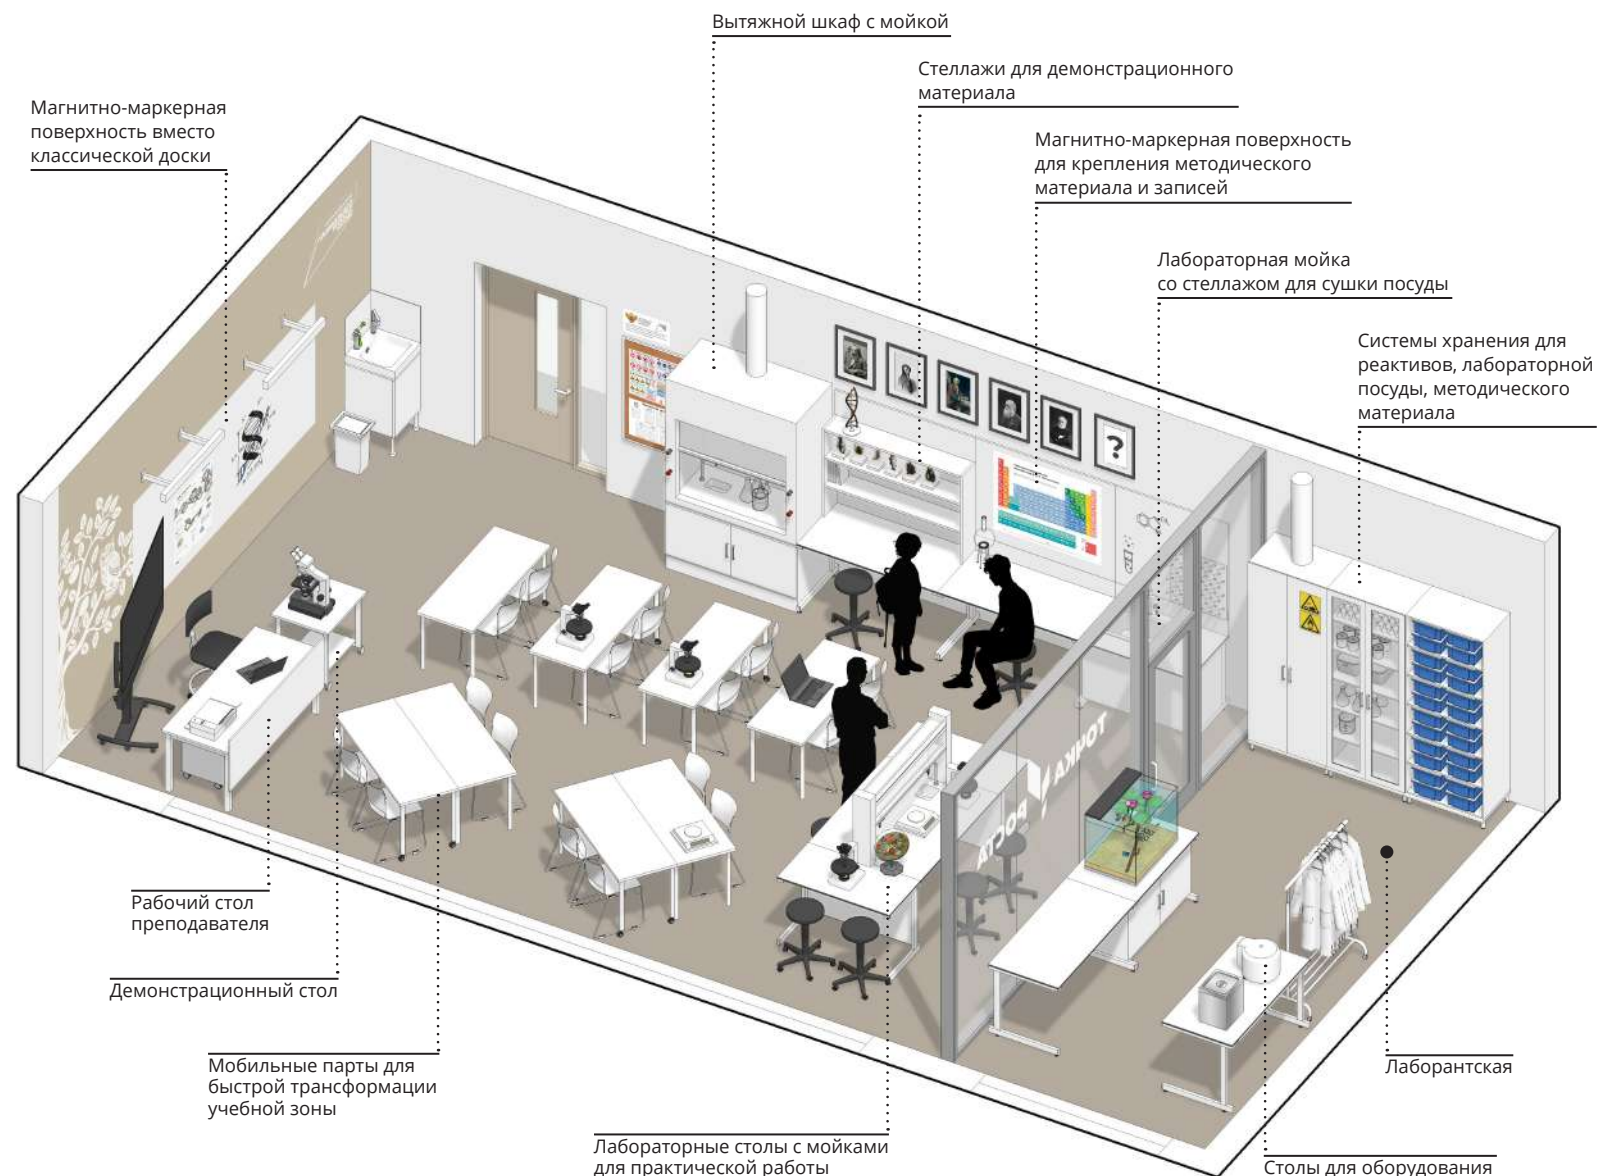 Вытяжной шкаф с мойкой
Стеллажи для демонстрационного
материала
Магнитно-маркерная
поверхность вместо
классической доски
Магнитно-маркерная поверхность
для крепления методического
материала и записей
Лабораторная мойка
со стеллажом для сушки посуды
Системы хранения для
реактивов, лабораторной
посуды, методического
материала
?
ТОЧКА
РОСТА
Рабочий стол
преподавателя
Демонстрационный стол
Мобильные парты для
быстрой трансформации
учебной зоны
Лаборантская
Лабораторные столы с мойками
для практической работы
Столы для оборудования